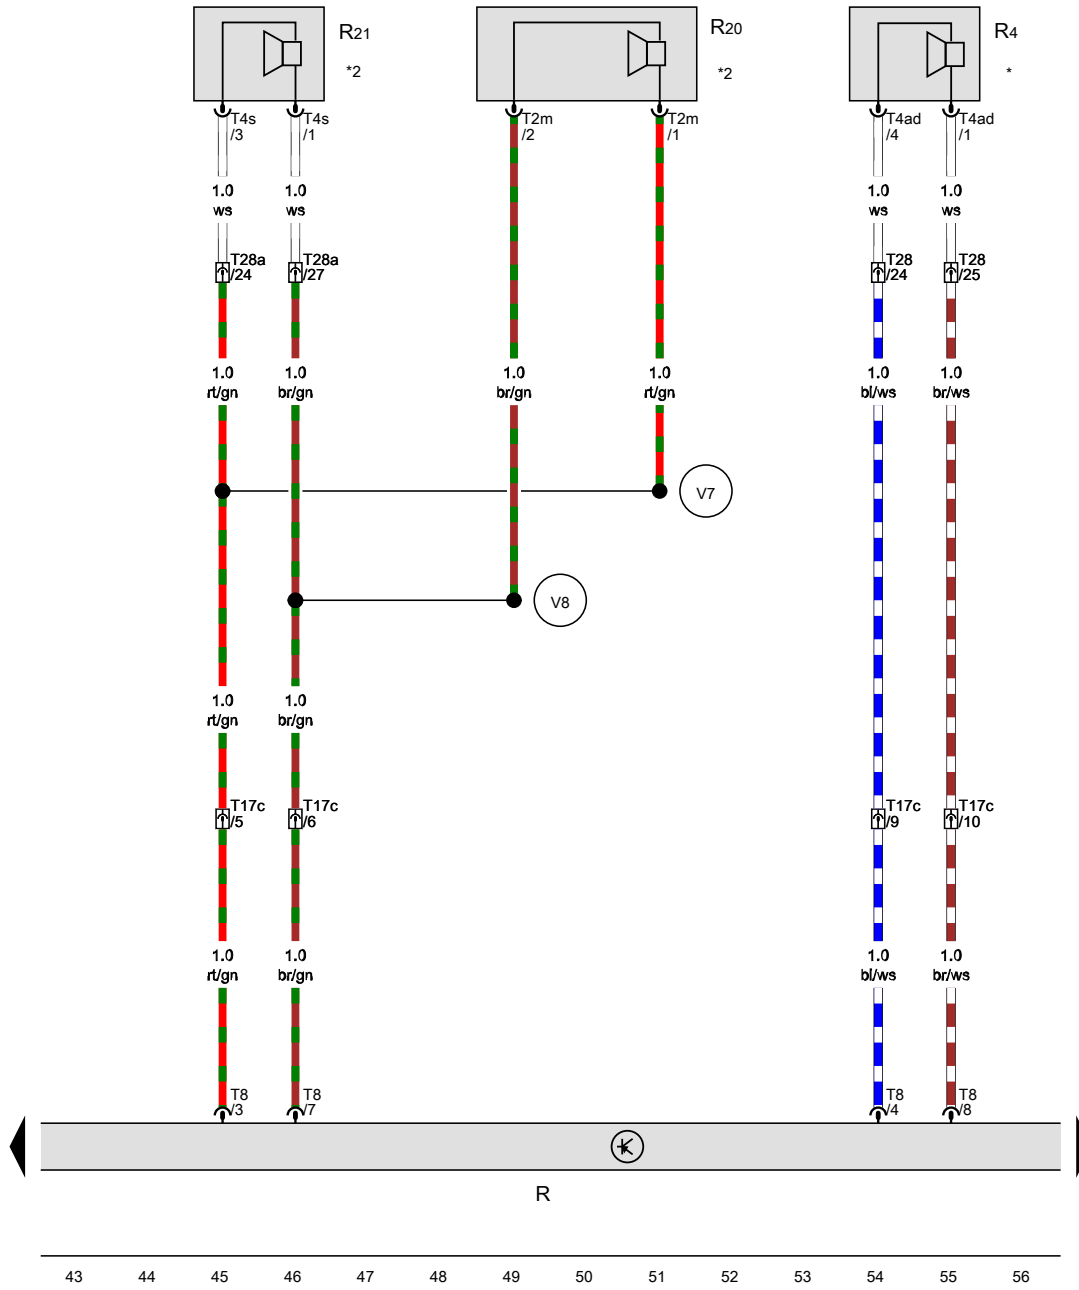 R21
*2
R20
*2
R4
*
T4s
/3
T4s
/1
T2m
/2
T2m
/1
T4ad
/4
T4ad
/1
1.0
ws
1.0
ws
1.0
ws
1.0
ws
T28a
/24
T28a
/27
T28
/24
T28
/25
1.0
rt/gn
1.0
br/gn
1.0
br/gn
1.0
rt/gn
1.0
bl/ws
1.0
br/ws
V7
V8
1.0
rt/gn
1.0
br/gn
T17c
/5
T17c
/6
T17c
/9
T17c
/10
1.0
rt/gn
1.0
br/gn
1.0
bl/ws
1.0
br/ws
T8
/3
T8
/7
T8
/4
T8
/8
R
43 44 45 46 47 48 49 50 51 52 53 54 55 56